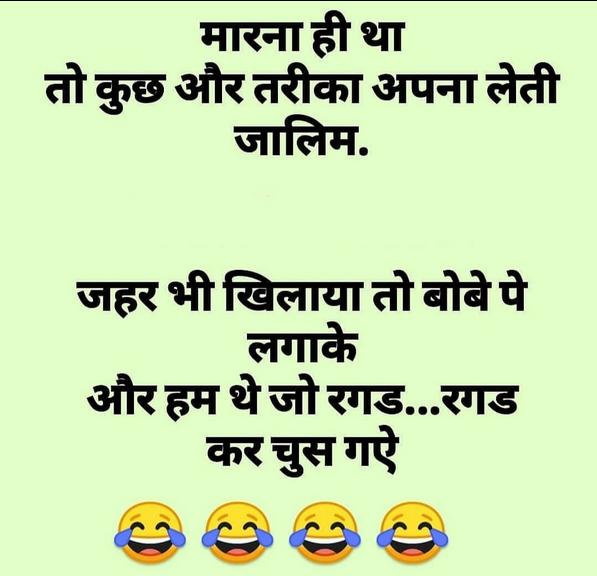 मारना ही था
तो कुछ और तरीका अपना लेती
जालिम.
जहर भी खिलाया तो बोबे पे
लगाके
और हम थे जो रगड...रगड
कर चुस गऐ
😂😂😂😂